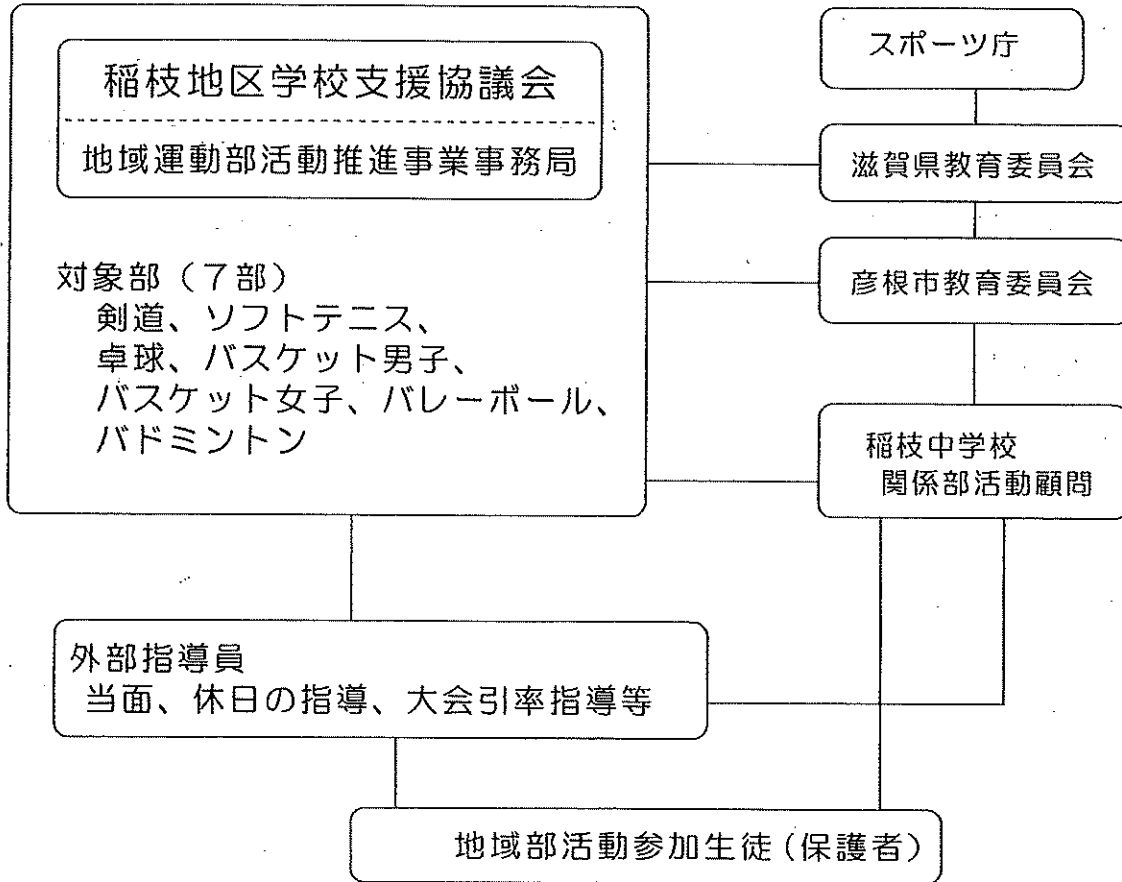 稲枝地区学校支援協議会
地域運動部活動推進事業事務局
対象部（7部）
剣道、ソフトテニス、
卓球、バスケット男子、
バスケット女子、バレーボール、
バドミントン
スポーツ庁
滋賀県教育委員会
彦根市教育委員会
稲枝中学校
関係部活動顧問
外部指導員
当面、休日の指導、大会引率指導等
地域部活動参加生徒（保護者）